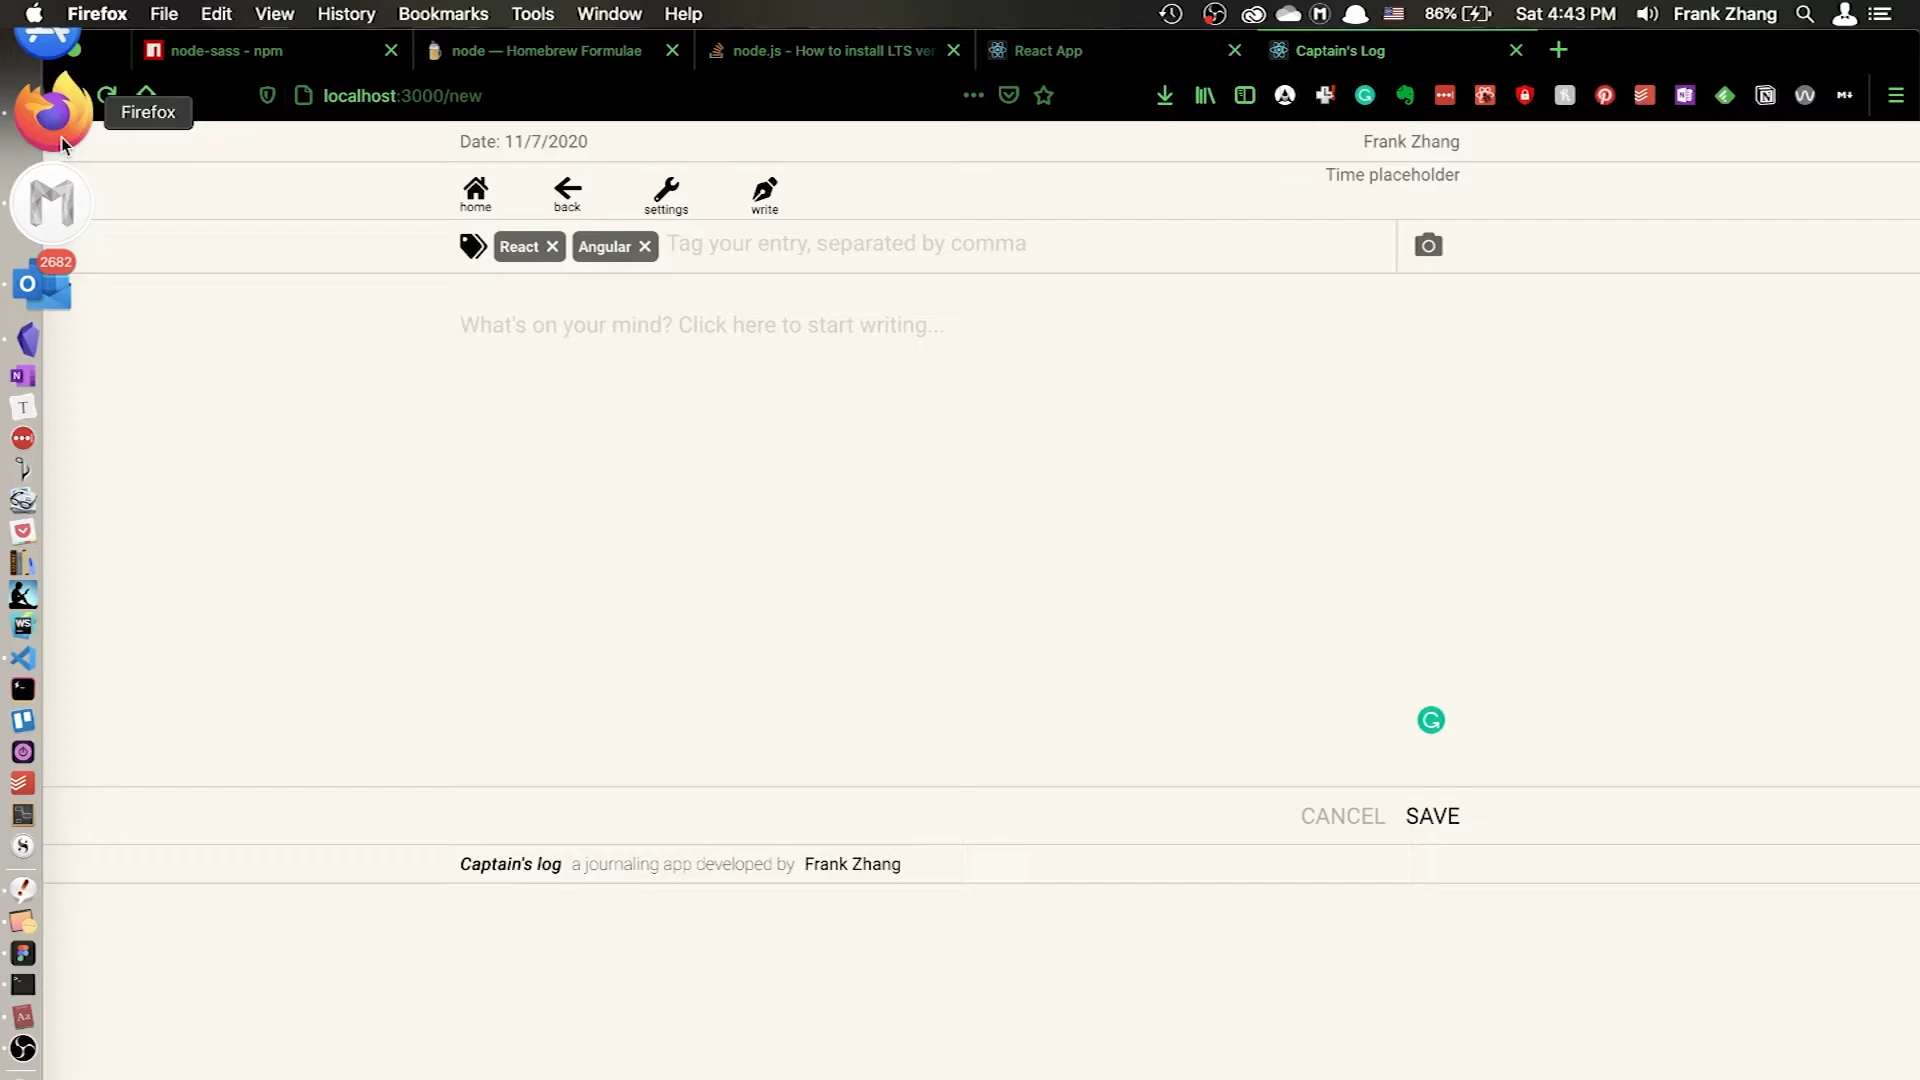 Firefox File Edit View History Bookmarks Tools Window Help
86% Sat 4:43 PM Frank Zhang
node-sass - npm
node — Homebrew Formulae
node.js - How to install LTS ver
React App
Captain's Log
localhost:3000/new
Firefox
Date: 11/7/2020
Frank Zhang
Time placeholder
home
back
settings
write
React
Angular
Tag your entry, separated by comma
2682
What's on your mind? Click here to start writing...
CANCEL SAVE
Captain's log a journaling app developed by Frank Zhang